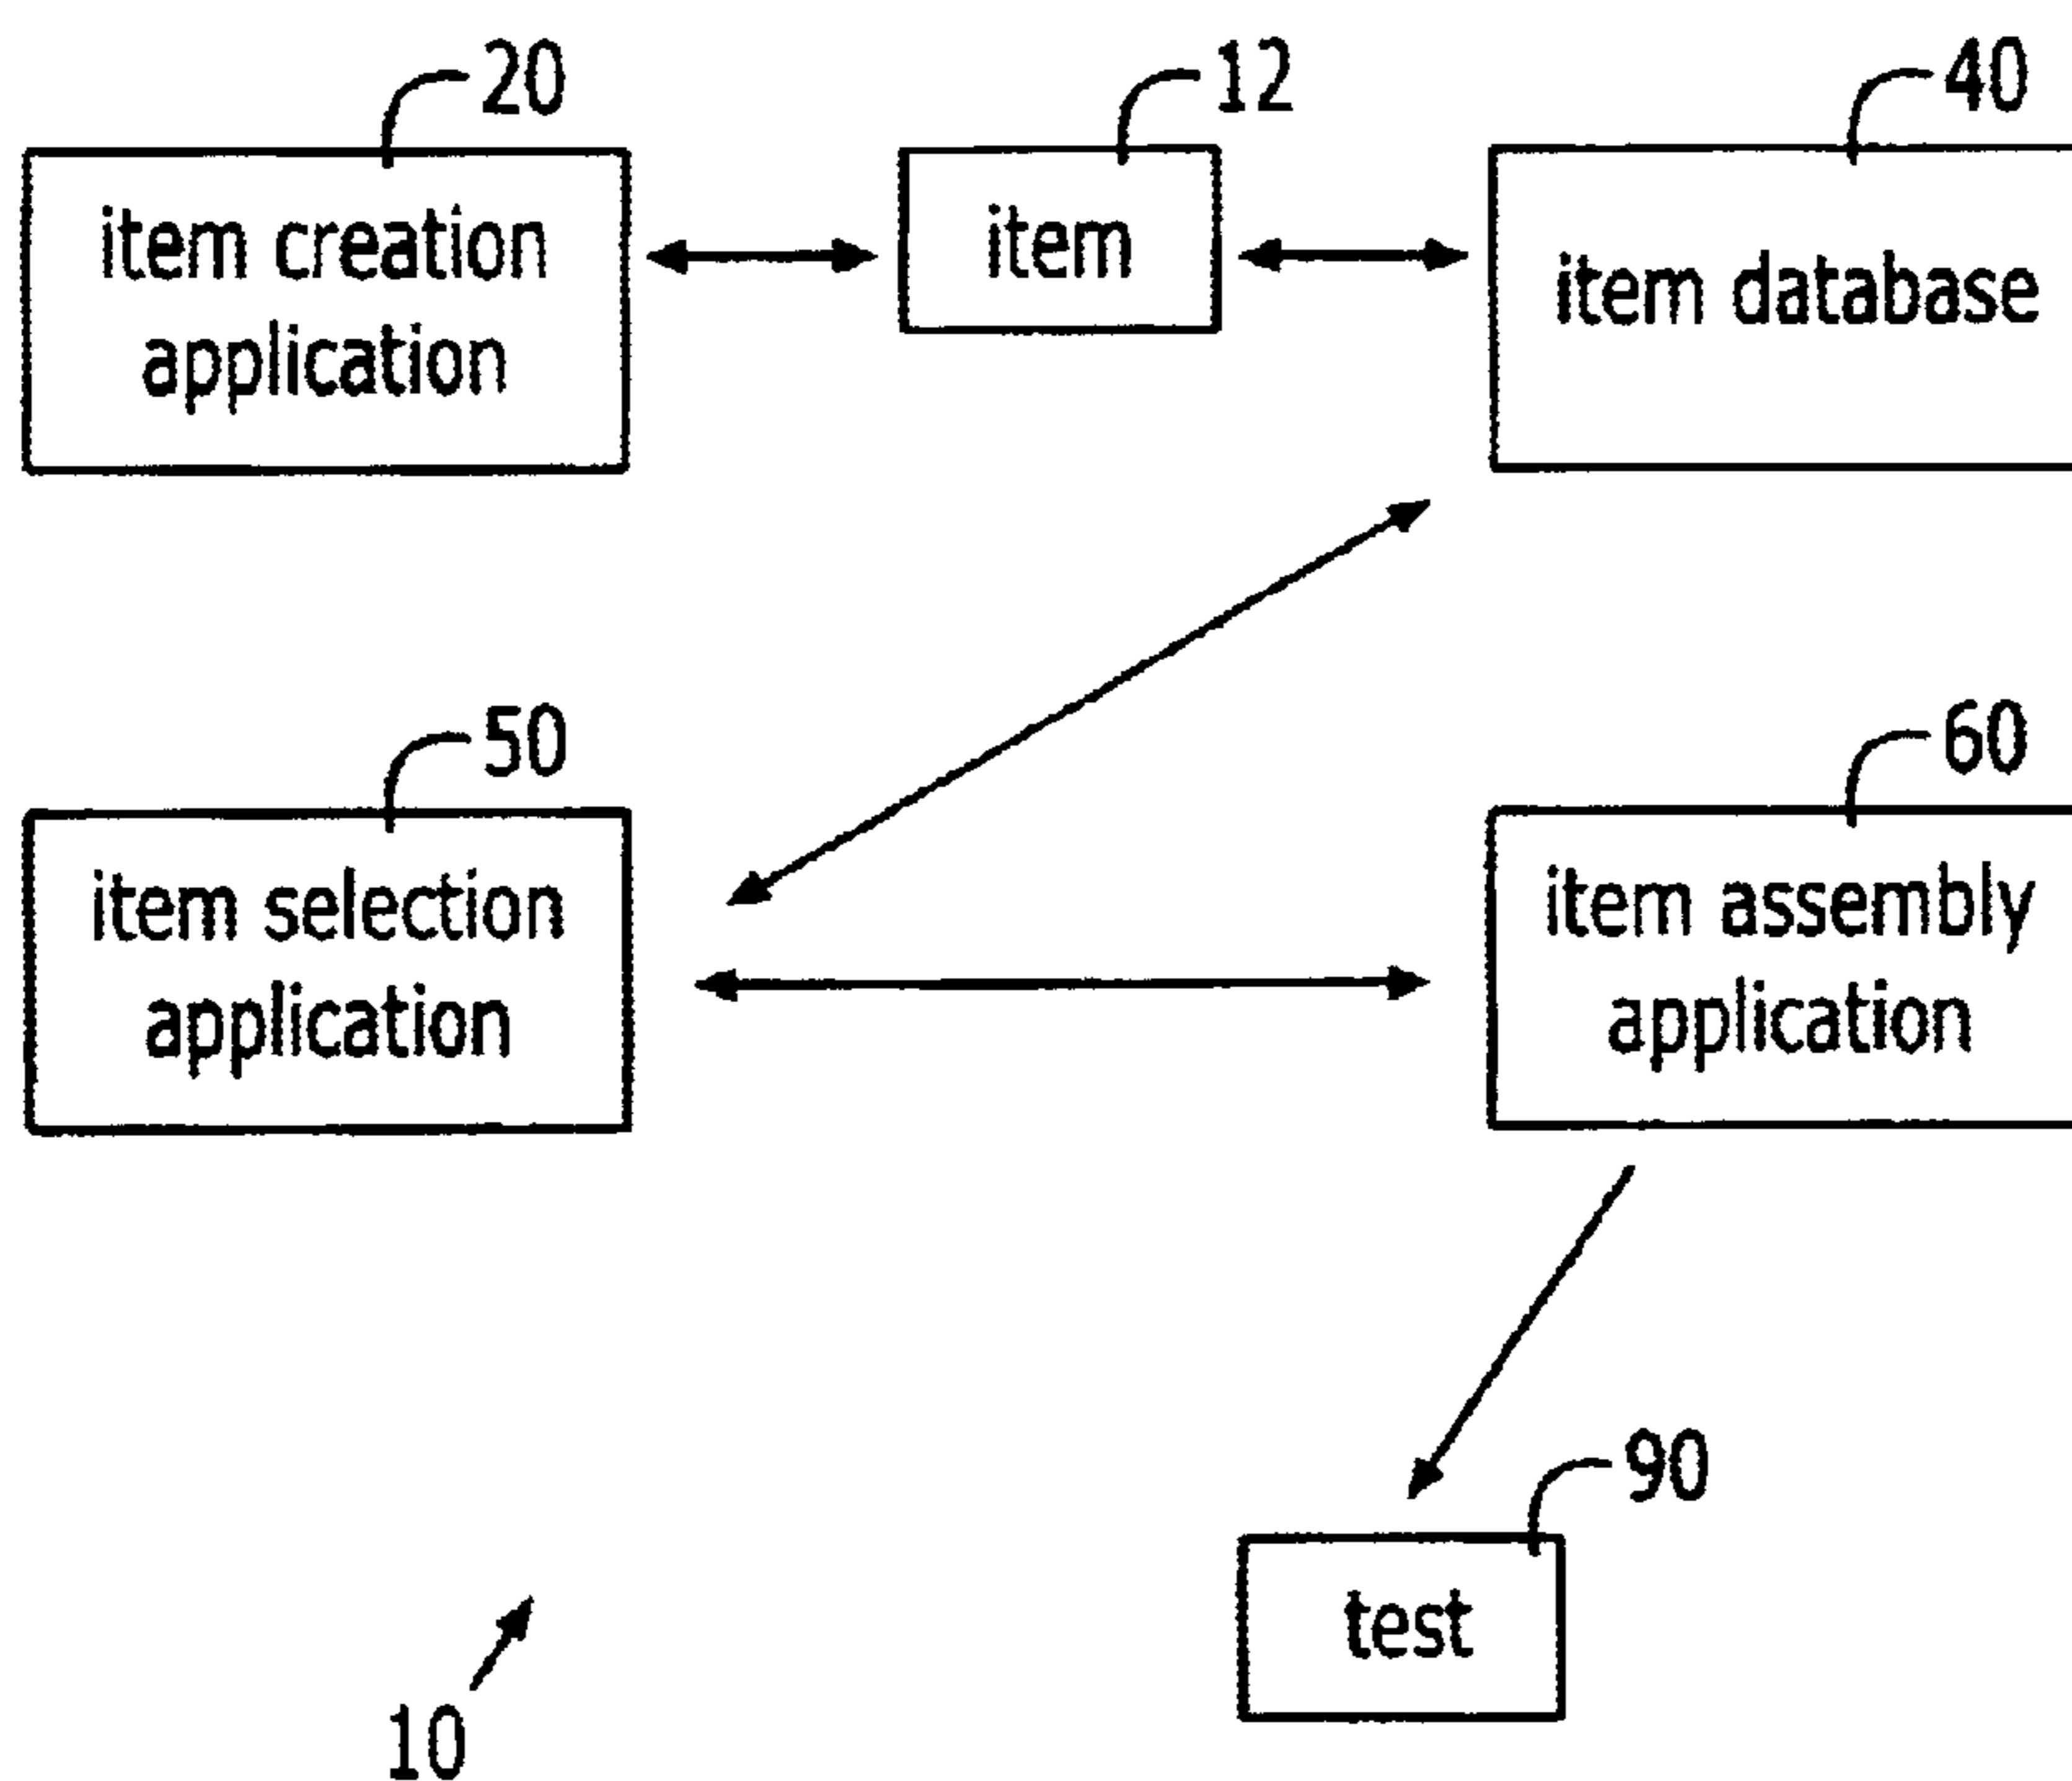 20
12
40
item creation
application
item
item database
50
60
item selection
application
item assembly
application
90
test
10